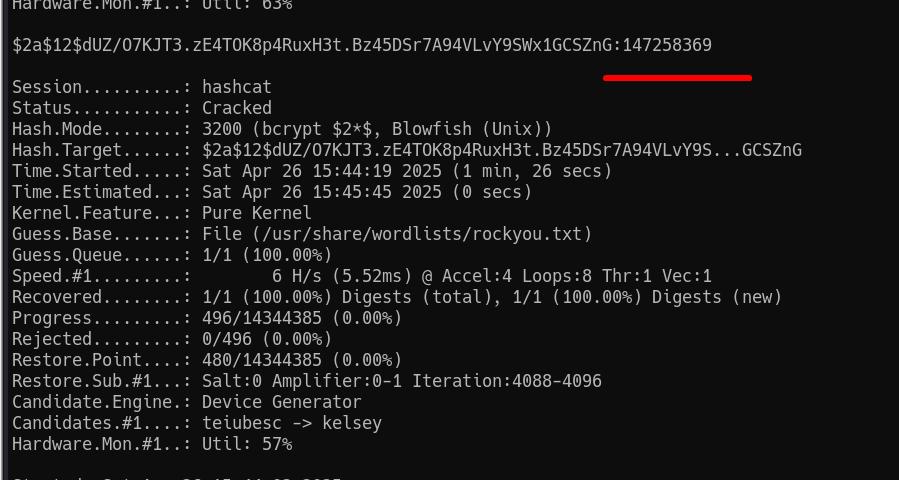 Hardware.Mon.#1..: Util: 63%
$2a$12$dUZ/O7KJT3.zE4TOK8p4RuxH3t.Bz45DSr7A94VLvY9SWx1GCSZnG:147258369
Session..........: hashcat
Status...........: Cracked
Hash.Mode........: 3200 (bcrypt $2*$, Blowfish (Unix))
Hash.Target......: $2a$12$dUZ/O7KJT3.zE4TOK8p4RuxH3t.Bz45DSr7A94VLvY9S...GCSZnG
Time.Started.....: Sat Apr 26 15:44:19 2025 (1 min, 26 secs)
Time.Estimated...: Sat Apr 26 15:45:45 2025 (0 secs)
Kernel.Feature...: Pure Kernel
Guess.Base.......: File (/usr/share/wordlists/rockyou.txt)
Guess.Queue......: 1/1 (100.00%)
Speed.#1.........:        6 H/s (5.52ms) @ Accel:4 Loops:8 Thr:1 Vec:1
Recovered........: 1/1 (100.00%) Digests (total), 1/1 (100.00%) Digests (new)
Progress.........: 496/14344385 (0.00%)
Rejected.........: 0/496 (0.00%)
Restore.Point....: 480/14344385 (0.00%)
Restore.Sub.#1...: Salt:0 Amplifier:0-1 Iteration:4088-4096
Candidate.Engine.: Device Generator
Candidates.#1....: teiubesc -> kelsey
Hardware.Mon.#1..: Util: 57%